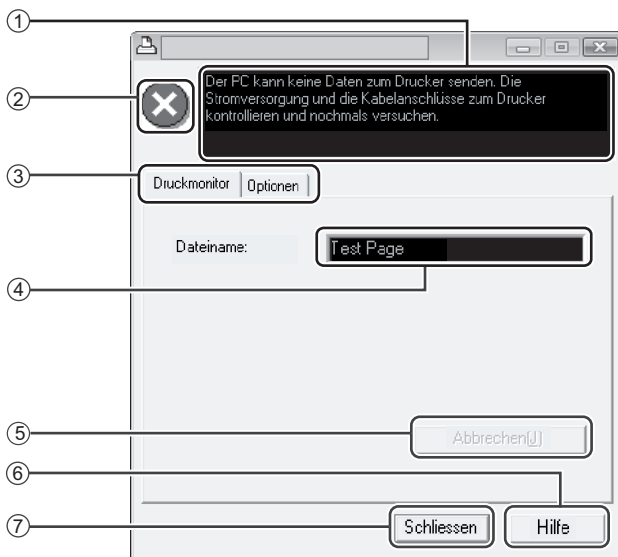 ①
Der PC kann keine Daten zum Drucker senden. Die
Stromversorgung und die Kabelanschlüsse zum Drucker
kontrollieren und nochmals versuchen.
②
③
Druckmonitor Optionen
Dateiname: Test Page
④
⑤
Abbrechen(J)
⑥
⑦
Schliessen Hilfe